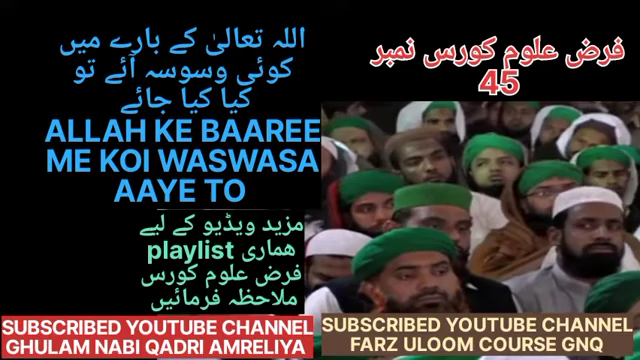 اللہ تعالیٰ کے بارے میں
کوئی وسوسہ آئے تو
کیا کیا جائے
ALLAH KE BAAREE
ME KOI WASWASA
AAYE TO
مزید ویڈیو کے لیے
ھماری playlist
فرض علوم کورس
ملاحظہ فرمائیں
SUBSCRIBED YOUTUBE CHANNEL
GHULAM NABI QADRI AMRELIYA
فرض علوم کورس نمبر
45
SUBSCRIBED YOUTUBE CHANNEL
FARZ ULOOM COURSE GNQ